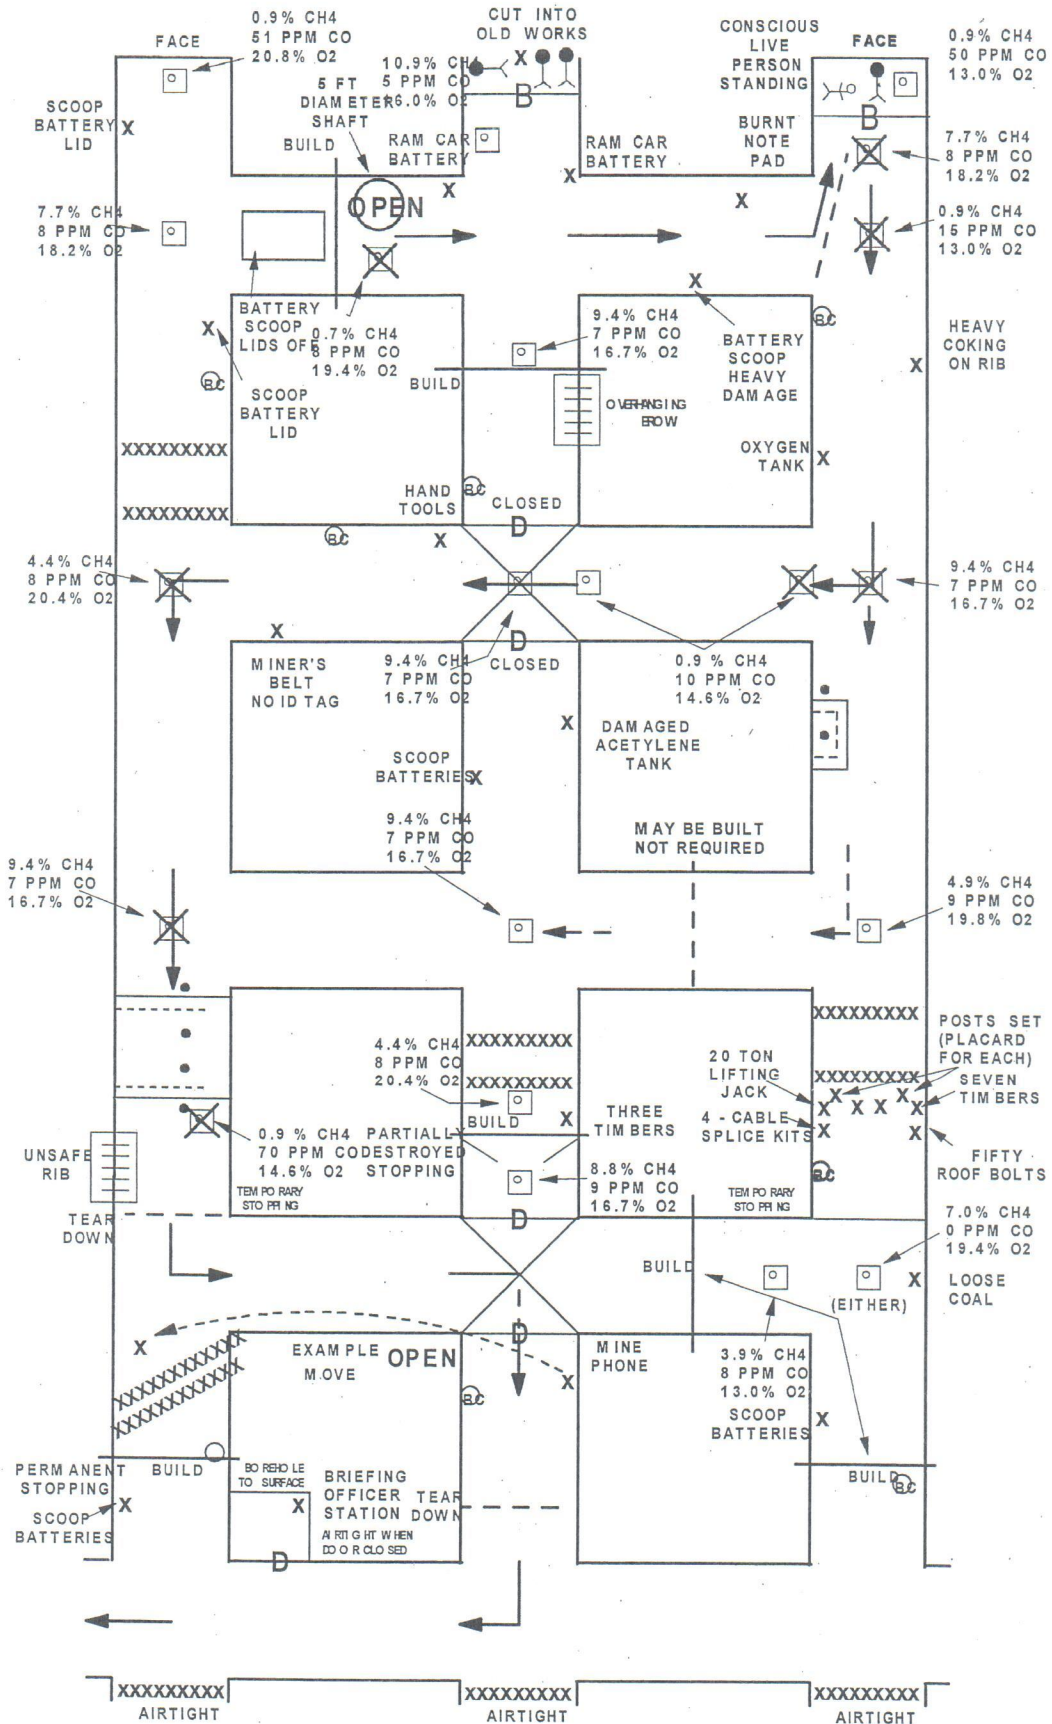 0.9% CH4
51 PPM CO
20.8% O2
FACE
CUT INTO
OLD WORKS
X
CONSCIOUS
LIVE
PERSON
STANDING
FACE
0.9% CH4
50 PPM CO
13.0% O2
10.9% CH4
5 PPM CO
6.0% O2
B
B
5 FT
DIAMETER
SHAFT
SCOOP
BATTERY
LID
X
BUILD
RAM CAR
BATTERY
X
RAM CAR
BATTERY
X
BURNT
NOTE
PAD
X
7.7% CH4
8 PPM CO
18.2% O2
OPEN
7.7% CH4
8 PPM CO
18.2% O2
0.9% CH4
15 PPM CO
13.0% O2
BATTERY
SCOOP
LIDS OFF
0.7% CH4
8 PPM CO
19.4% O2
X
SCOOP
BATTERY
LID
BC
9.4% CH4
7 PPM CO
16.7% O2
BUILD
OVERHANGING
BROW
X
BATTERY
SCOOP
HEAVY
DAMAGE
BC
HEAVY
COKING
ON RIB
X
OXYGEN
TANK
X
XXXXXXXXX
XXXXXXXXX
HAND
TOOLS
X
BC
BC
CLOSED
D
4.4% CH4
8 PPM CO
20.4% O2
9.4% CH4
7 PPM CO
16.7% O2
X
MINER'S
BELT
NO ID TAG
D
CLOSED
9.4% CH4
7 PPM CO
16.7% O2
0.9 % CH4
10 PPM CO
14.6% O2
X
DAMAGED
ACETYLENE
TANK
SCOOP
BATTERIES
X
9.4% CH4
7 PPM CO
16.7% O2
MAY BE BUILT
NOT REQUIRED
9.4% CH4
7 PPM CO
16.7% O2
4.9% CH4
9 PPM CO
19.8% O2
XXXXXXXXX
XXXXXXXXX
4.4% CH4
8 PPM CO
20.4% O2
XXXXXXXXX
XXXXXXXXX
POSTS SET
(PLACARD
FOR EACH)
20 TON
LIFTING
JACK
X
X
X
X
X
X
SEVEN
TIMBERS
4 - CABLE
SPLICE KITS
X
X
FIFTY
ROOF BOLTS
BUILD
X
THREE
TIMBERS
0.9 % CH4
70 PPM CO
14.6% O2
PARTIALLY
DESTROYED
STOPPING
8.8% CH4
9 PPM CO
16.7% O2
UNSAFE
RIB
TEMPORARY
STOPPING
TEMPORARY
STOPPING
BC
D
TEAR
DOWN
7.0% CH4
0 PPM CO
19.4% O2
BUILD
(EITHER)
X
LOOSE
COAL
X
XXXXXXXXXXXX
XXXXXXXXXXXX
EXAMPLE
MOVE
OPEN
D
X
MINE
PHONE
BC
3.9% CH4
8 PPM CO
13.0% O2
SCOOP
BATTERIES
X
PERMANENT
STOPPING
BUILD
BUILD
BC
SCOOP
BATTERIES
X
BOREHOLE
TO SURFACE
X
BRIEFING
OFFICER
STATION
AIRTIGHT WHEN
DOOR CLOSED
D
TEAR
DOWN
XXXXXXXXX
AIRTIGHT
XXXXXXXXX
AIRTIGHT
XXXXXXXXX
AIRTIGHT